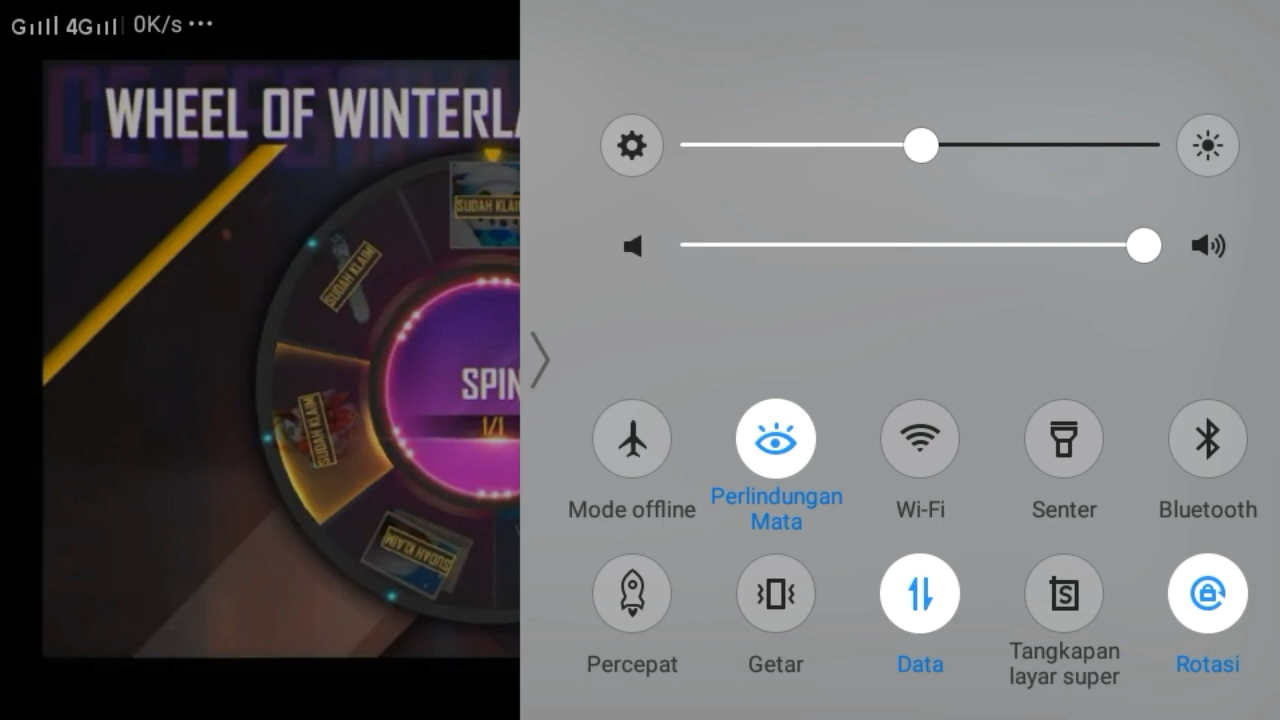 G 4G 0K/s ...
WHEEL OF WINTERLA
SUDAH KLAI
SUDAH KLAIM
SPIN
SUDAH KLAIM
1/1
SUDAH KLAIM
Mode offline
Perlindungan
Mata
Wi-Fi
Senter
Bluetooth
S
Percepat
Getar
Data
Tangkapan
layar super
Rotasi